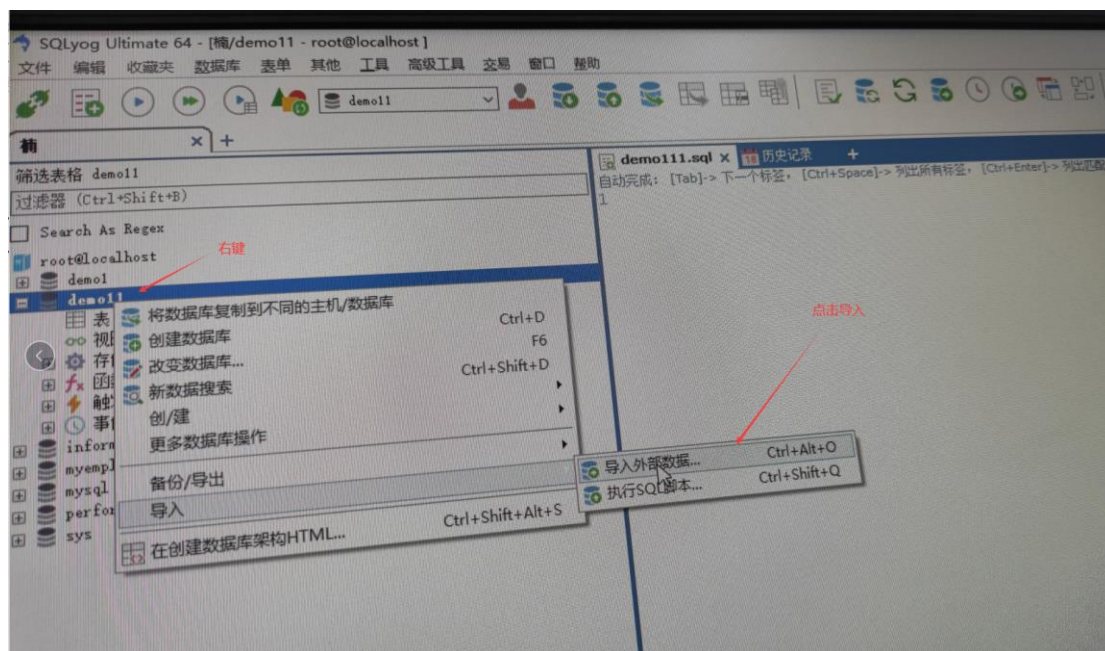 SQLyog Ultimate 64 - [楠/demo11 - root@localhost]
文件 编辑 收藏夹 数据库 表单 其他 工具 高级工具 交易 窗口 帮助
demo11
楠 × +
demo111.sql × 历史记录 +
筛选表格 demo11
自动完成: [Tab]-> 下一个标签, [Ctrl+Space]-> 列出所有标签, [Ctrl+Enter]-> 列出匹配
过滤器 (Ctrl+Shift+B)
1
Search As Regex
右键
root@localhost
demo1
demo11
表
视
存
函
触
事
inform
myempl
mysql
perfor
sys
将数据库复制到不同的主机/数据库
创建数据库 Ctrl+D
改变数据库... F6
新数据搜索 Ctrl+Shift+D
创/建
更多数据库操作
备份/导出
导入
在创建数据库架构HTML... Ctrl+Shift+Alt+S
点击导入
导入外部数据... Ctrl+Alt+O
执行SQL脚本... Ctrl+Shift+Q